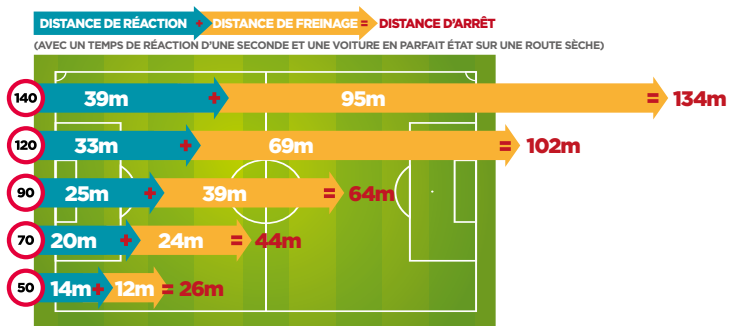 DISTANCE DE RÉACTION + DISTANCE DE FREINAGE = DISTANCE D'ARRÊT
(AVEC UN TEMPS DE RÉACTION D'UNE SECONDE ET UNE VOITURE EN PARFAIT ÉTAT SUR UNE ROUTE SÈCHE)
140 39m + 95m = 134m
120 33m + 69m = 102m
90 25m + 39m = 64m
70 20m + 24m = 44m
50 14m + 12m = 26m